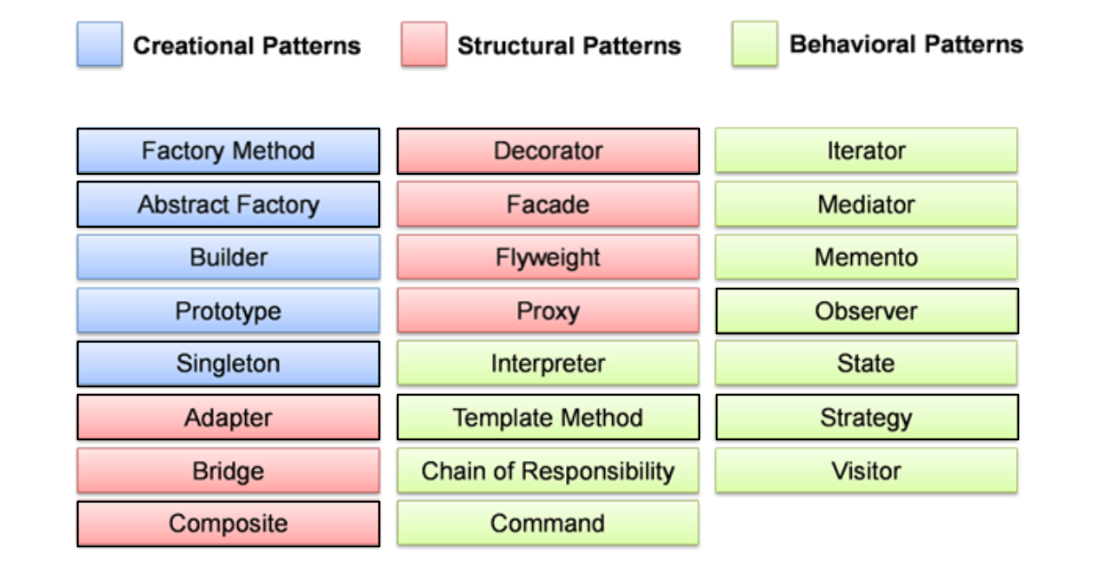 Creational Patterns
Structural Patterns
Behavioral Patterns
Factory Method
Decorator
Iterator
Abstract Factory
Facade
Mediator
Builder
Flyweight
Memento
Prototype
Proxy
Observer
Singleton
Interpreter
State
Adapter
Template Method
Strategy
Bridge
Chain of Responsibility
Visitor
Composite
Command